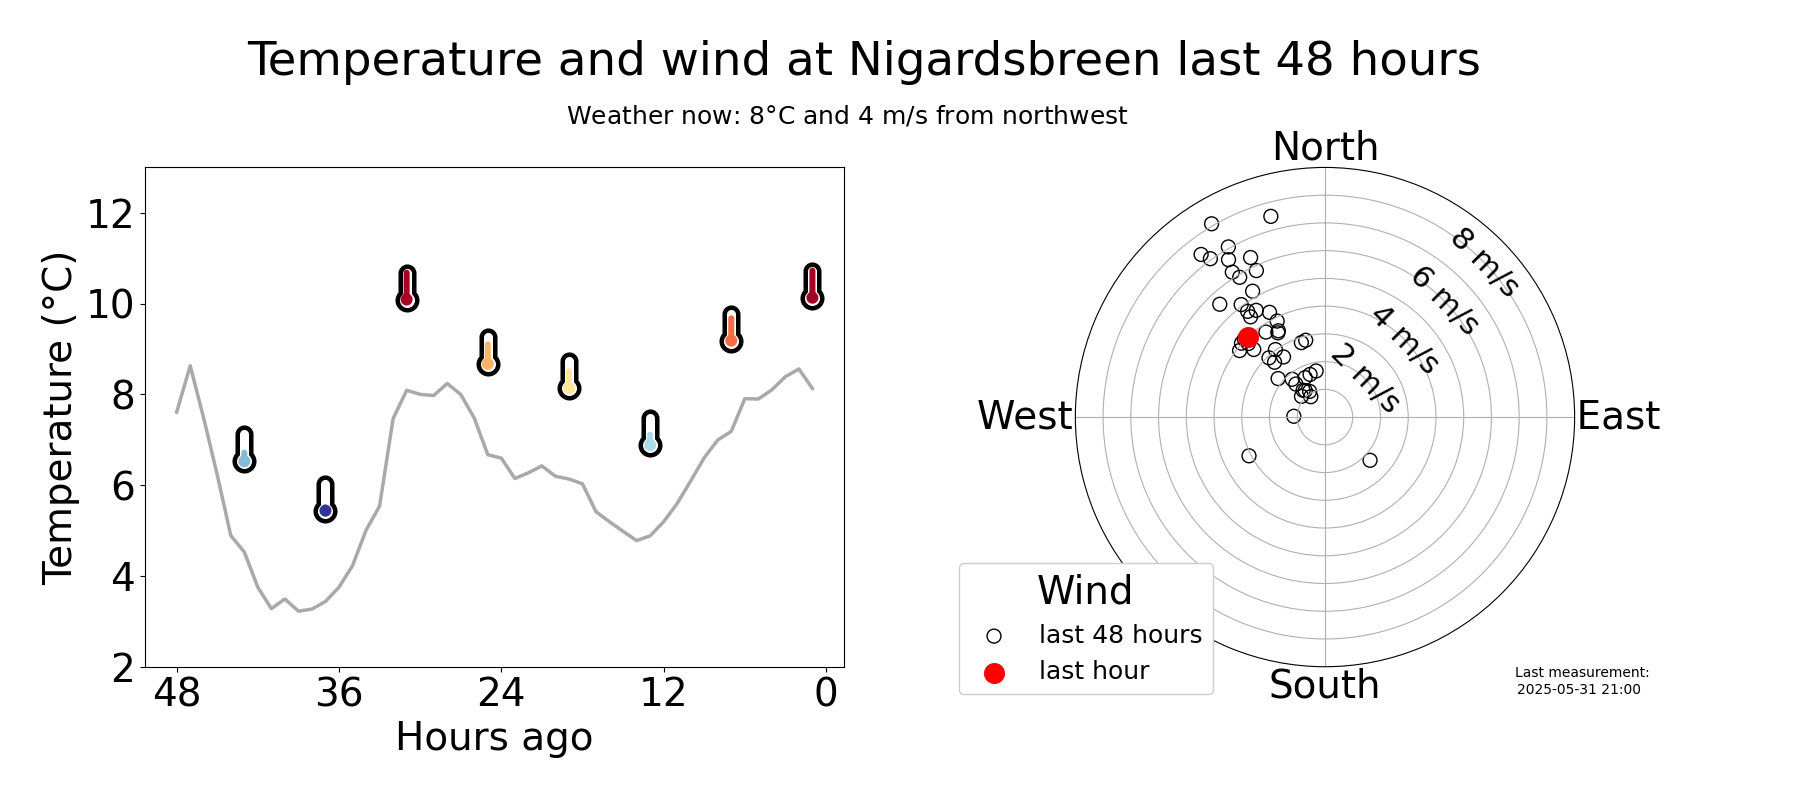 Temperature and wind at Nigardsbreen last 48 hours
Weather now: 8°C and 4 m/s from northwest
Temperature (°C)
12
10
8
6
4
2
48 36 24 12 0
Hours ago
North
West
East
South
8 m/s
6 m/s
4 m/s
2 m/s
Wind
last 48 hours
last hour
Last measurement:
2025-05-31 21:00